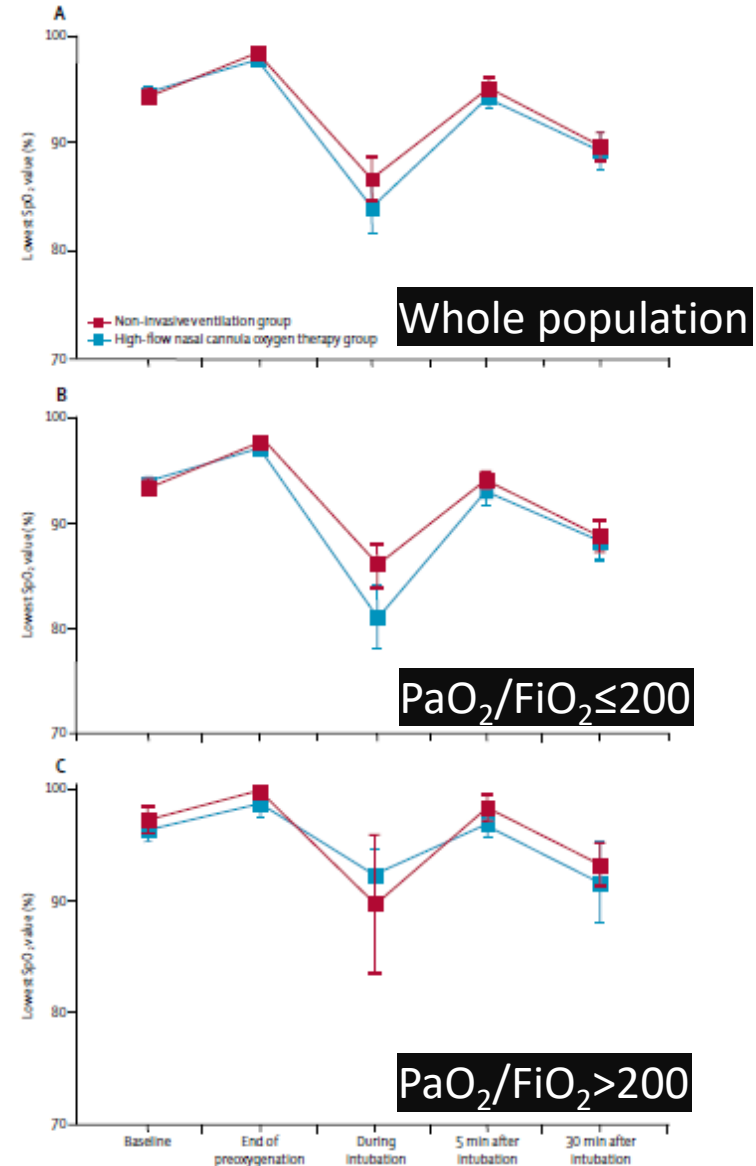 A
100
90
80
70
Lowest SpO₂ value (%)
Non-invasive ventilation group
High-flow nasal cannula oxygen therapy group
Whole population
B
100
90
80
70
Lowest SpO₂ value (%)
PaO₂/FiO₂≤200
C
100
90
80
70
Lowest SpO₂ value (%)
PaO₂/FiO₂>200
Baseline
End of
preoxygenation
During
intubation
5 min after
intubation
30 min after
intubation